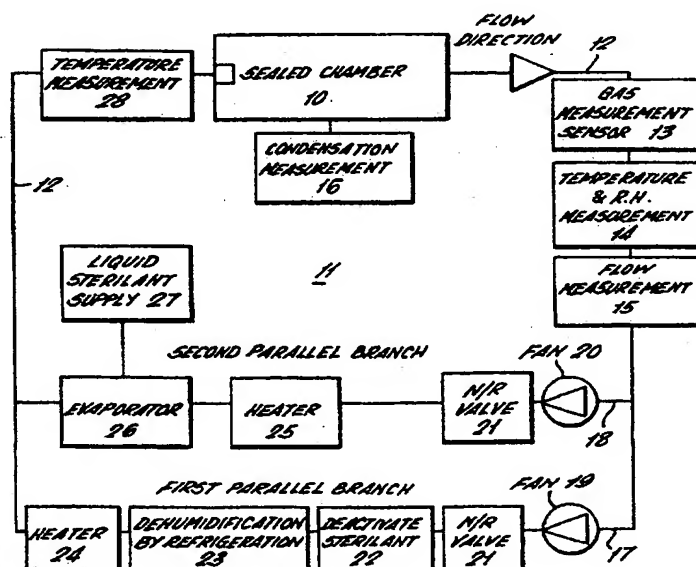 FLOW
DIRECTION
12
TEMPERATURE
MEASUREMENT
28
SEALED CHAMBER
10
GAS
MEASUREMENT
SENSOR 13
CONDENSATION
MEASUREMENT
16
12
TEMPERATURE
& R.H.
MEASUREMENT
14
LIQUID
STERILANT
SUPPLY 27
11
FLOW
MEASUREMENT
15
SECOND PARALLEL BRANCH
FAN 20
EVAPORATOR
26
HEATER
25
N/R
VALVE
21
18
FIRST PARALLEL BRANCH
FAN 19
HEATER
24
DEHUMIDIFICATION
BY REFRIGERATION
23
DEACTIVATE
STERILANT
22
N/R
VALVE
21
17